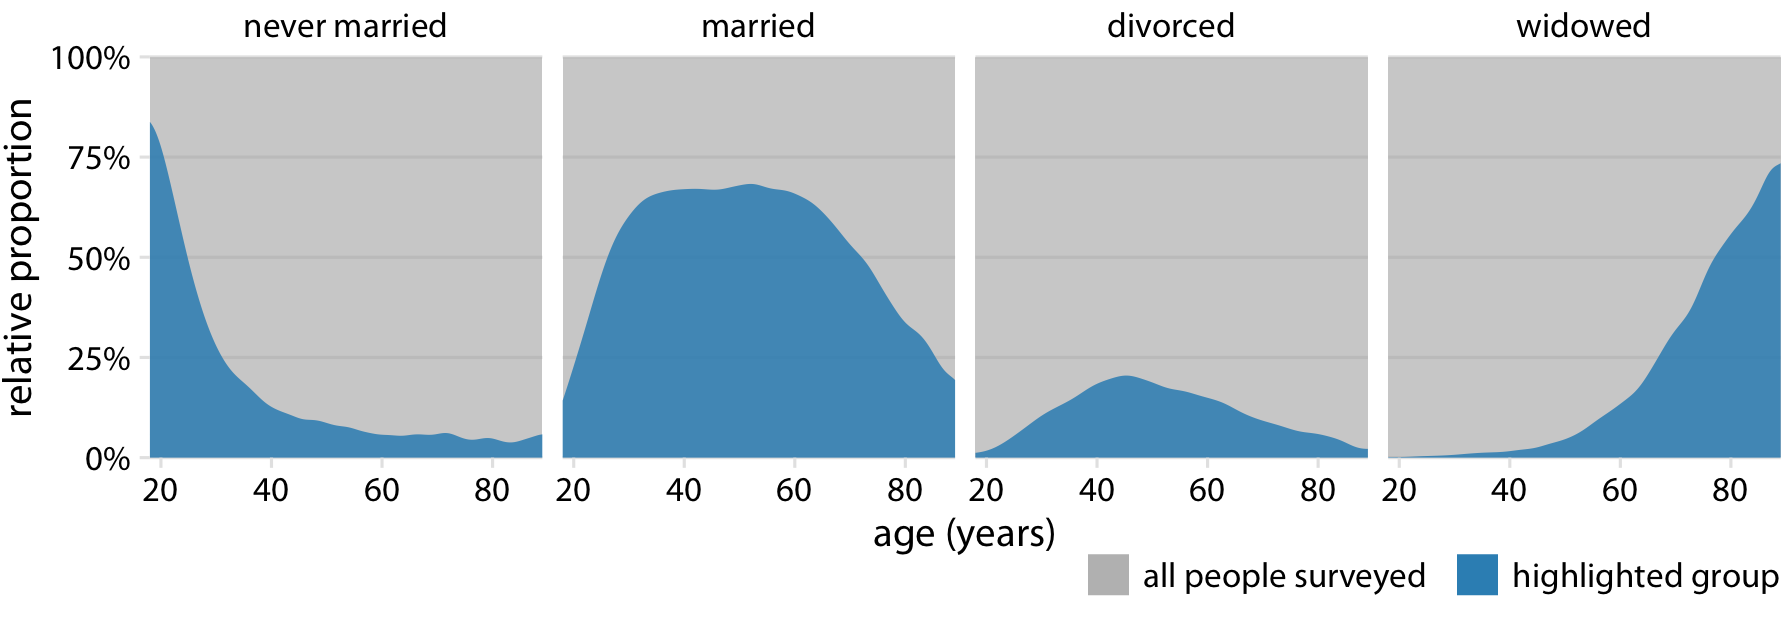 never married married divorced widowed
100%
75%
50%
25%
0%
relative proportion
20 40 60 80 20 40 60 80 20 40 60 80 20 40 60 80
age (years)
all people surveyed highlighted group